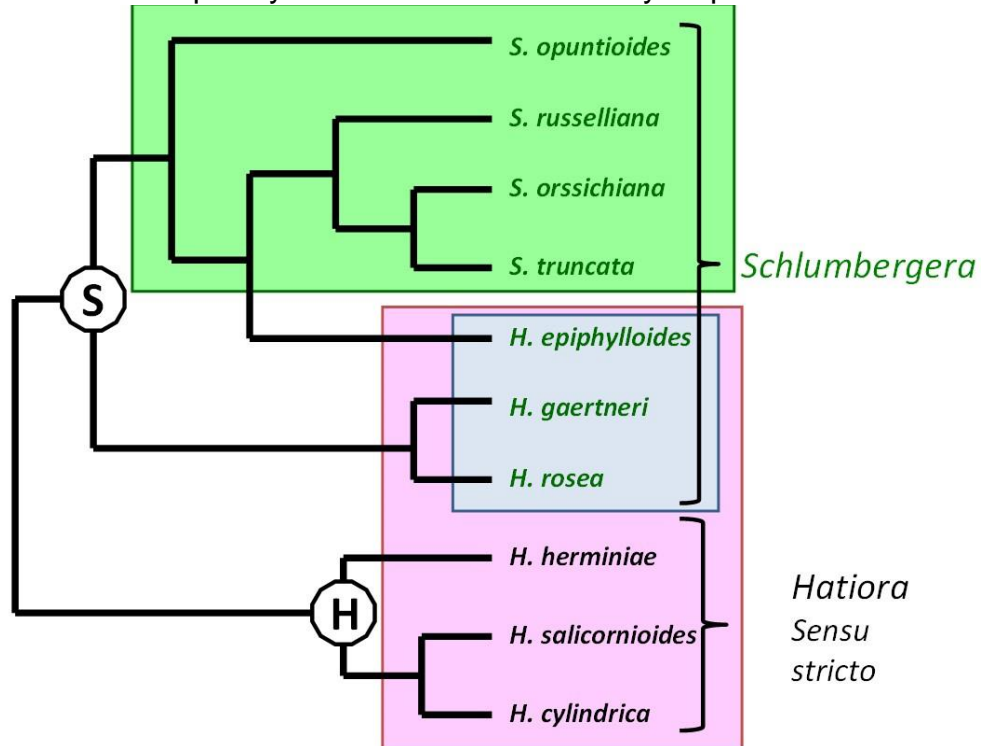 S. opuntioides
S. russelliana
S. orssichiana
S. truncata
Schlumbergera
S
H. epiphylloides
H. gaertneri
H. rosea
H. herminiae
H
H. salicornioides
H. cylindrica
Hatiora
Sensu
stricto